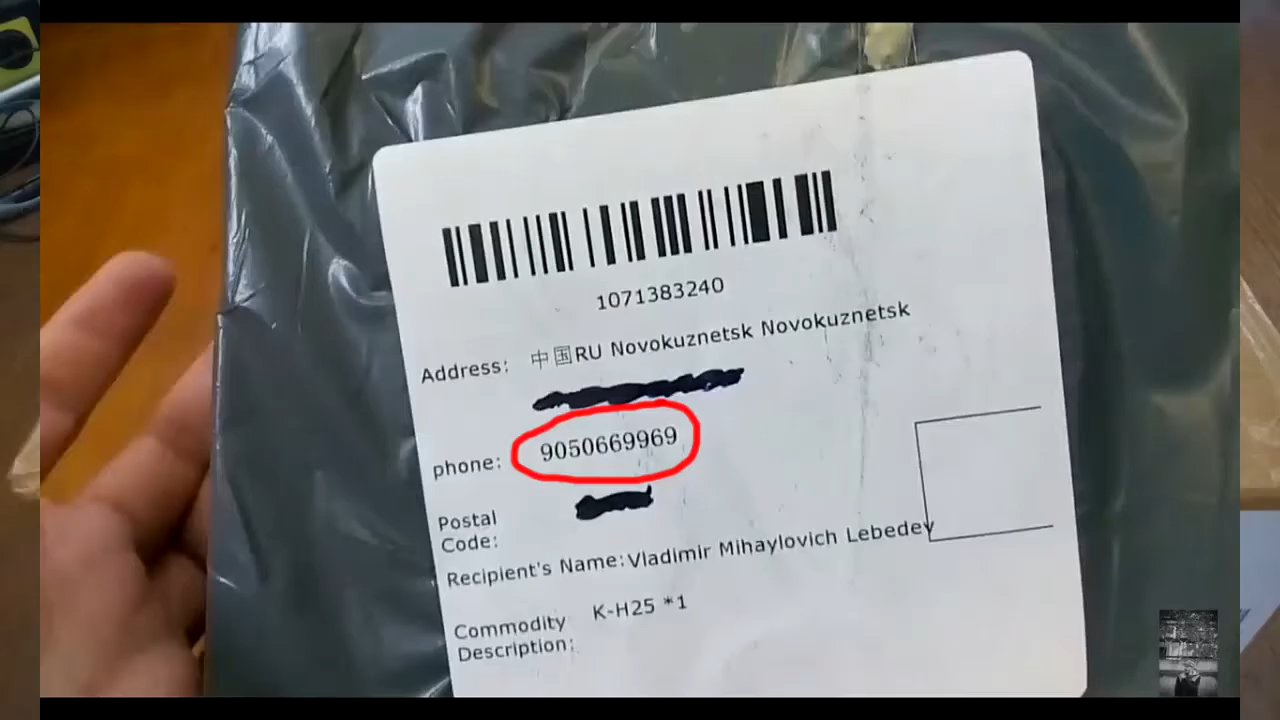 1071383240
Address: 中国RU Novokuznetsk Novokuznetsk
phone: 9050669969
Postal
Code:
Recipient's Name: Vladimir Mihaylovich Lebedev
Commodity K-H25 *1
Description: